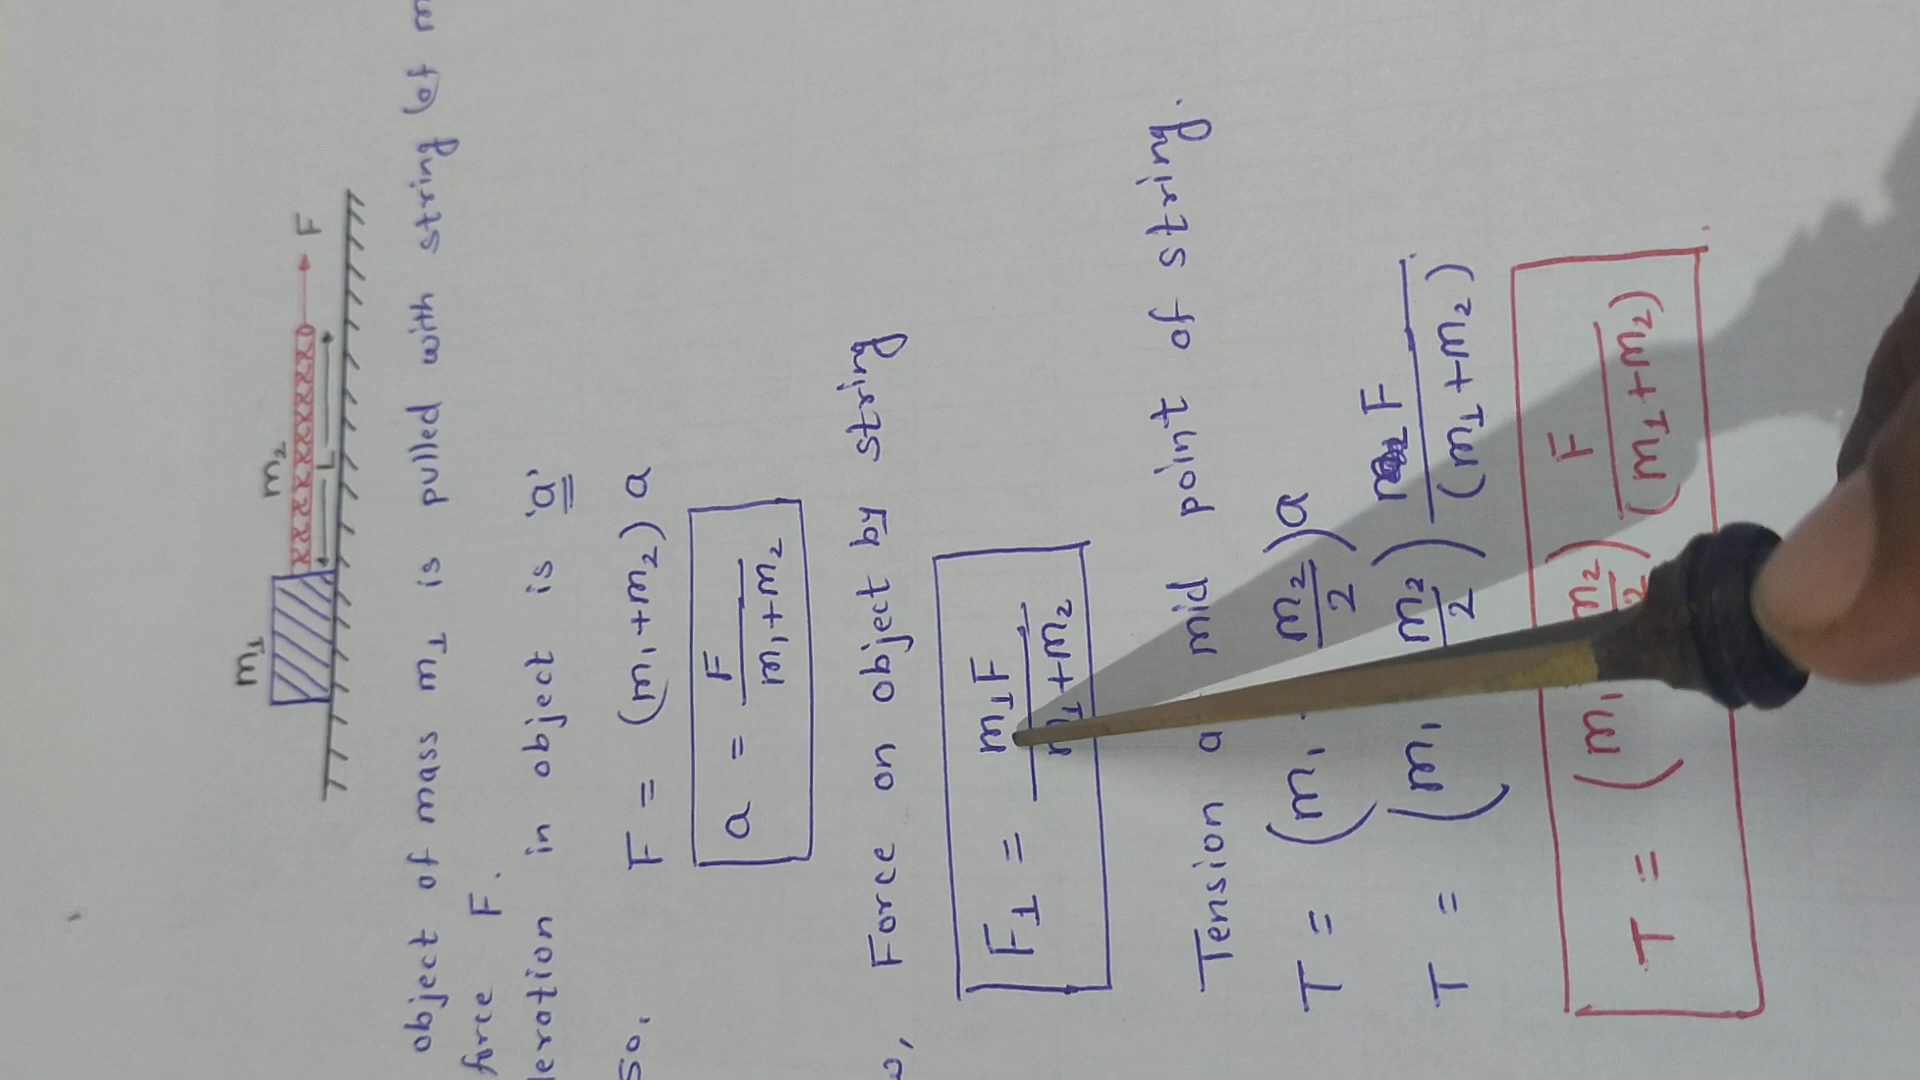 m1
m2
F
L
object of mass m1 is pulled with string (of m
force F.
leration in object is 'a'
So, F = (m1+m2) a
a = F / m1+m2
Force on object by string
F1 = m1F / m1+m2
Tension a mid point of string.
T = (m1 m2/2) a
T = (m1 m2/2) F / (m1+m2)
T = (m1 m2/2) F / (m1+m2)